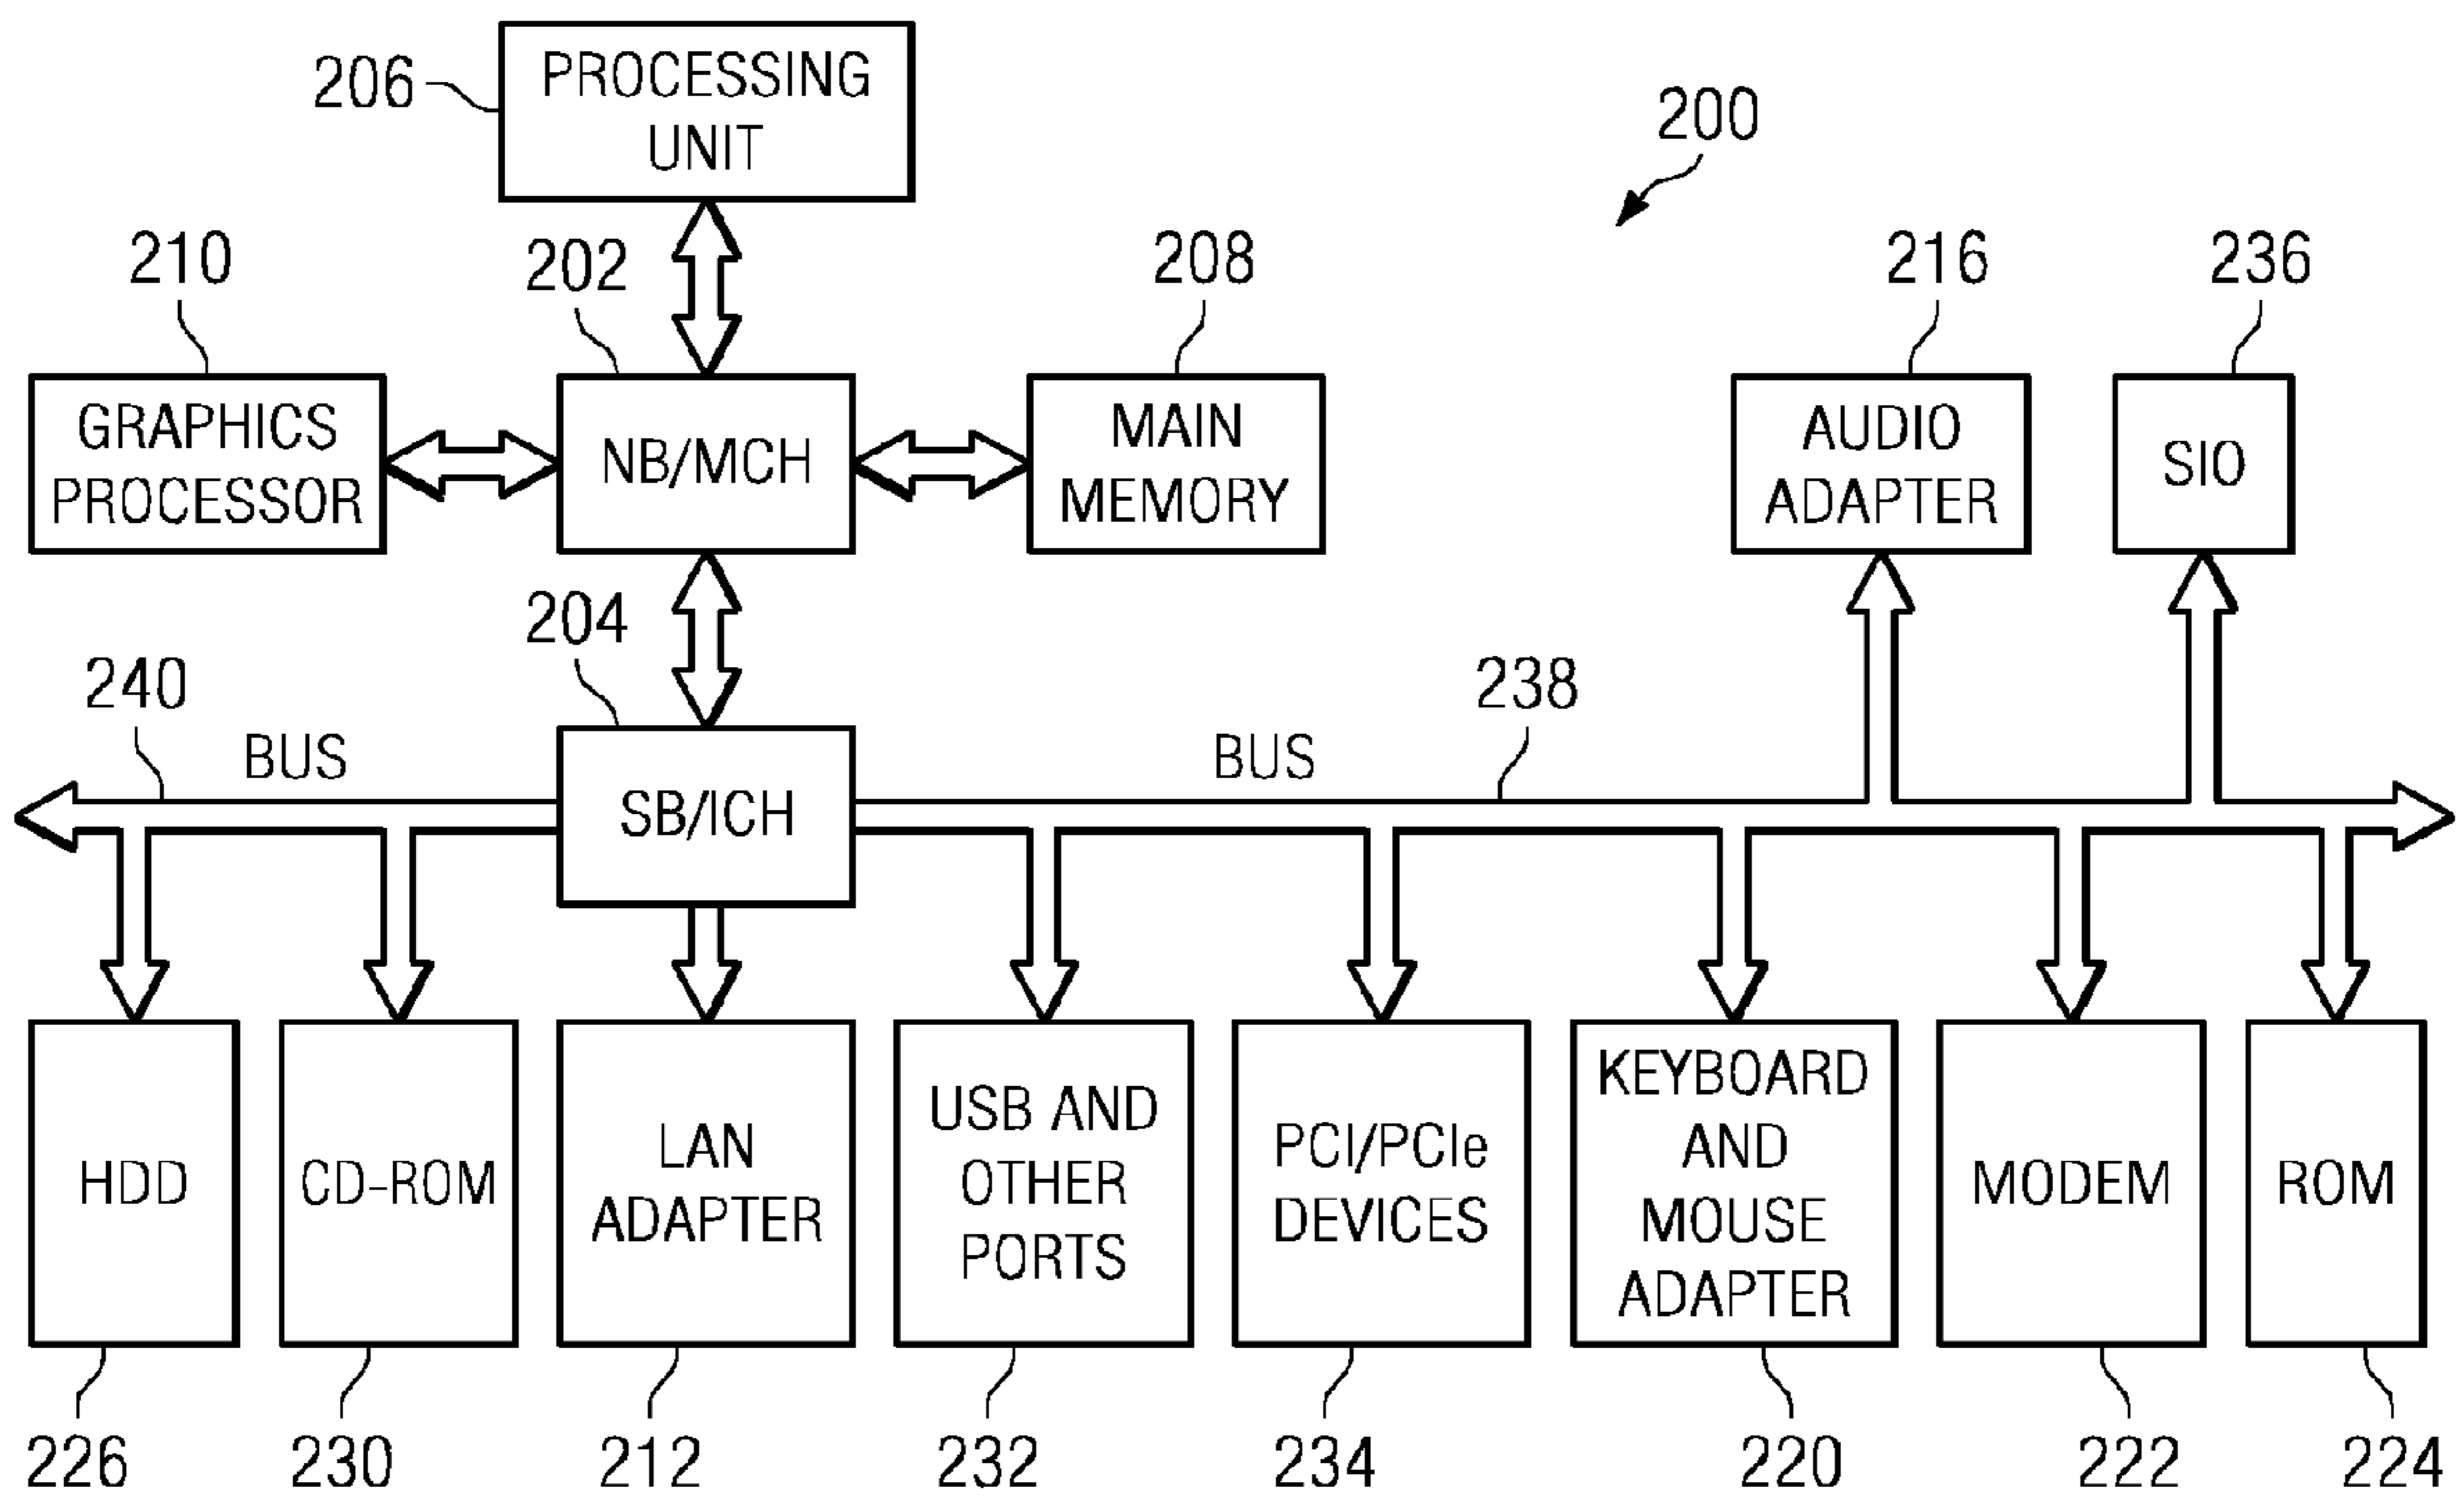 PROCESSING
UNIT
206
200
210
202
208
216
236
GRAPHICS
PROCESSOR
NB/MCH
MAIN
MEMORY
AUDIO
ADAPTER
SIO
204
240
238
BUS
BUS
SB/ICH
HDD
CD-ROM
LAN
ADAPTER
USB AND
OTHER
PORTS
PCI/PCIe
DEVICES
KEYBOARD
AND
MOUSE
ADAPTER
MODEM
ROM
226
230
212
232
234
220
222
224